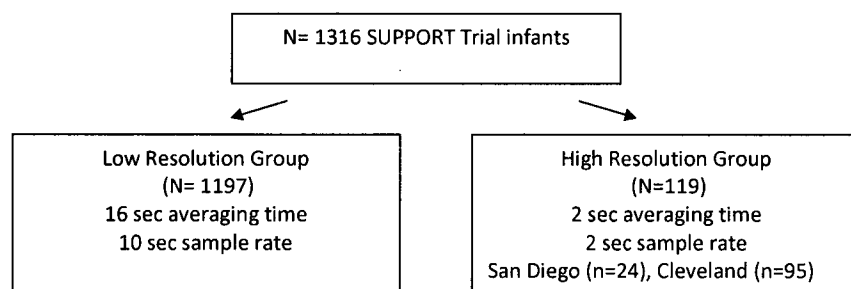 N= 1316 SUPPORT Trial infants
Low Resolution Group
(N= 1197)
16 sec averaging time
10 sec sample rate
High Resolution Group
(N=119)
2 sec averaging time
2 sec sample rate
San Diego (n=24), Cleveland (n=95)